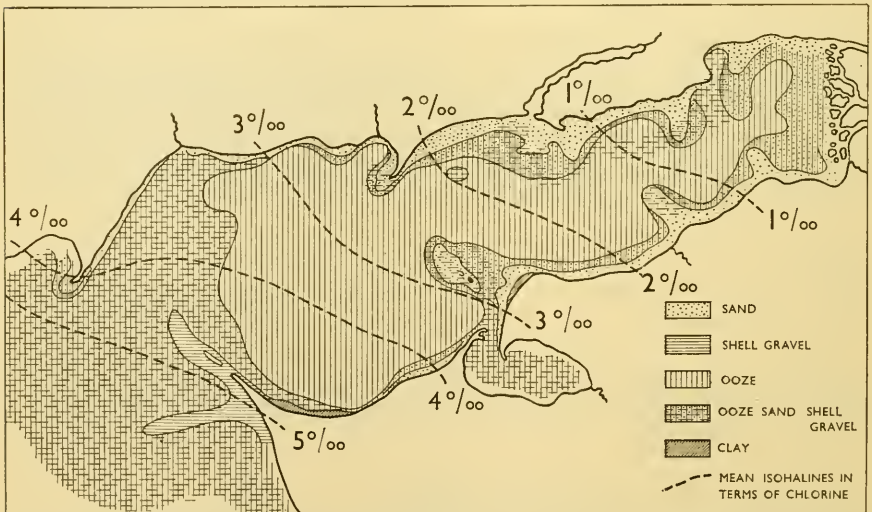 1°/oo
2°/oo
3°/oo
4°/oo
1°/oo
2°/oo
3°/oo
4°/oo
5°/oo
SAND
SHELL GRAVEL
OOZE
OOZE SAND SHELL
GRAVEL
CLAY
MEAN ISOHALINES IN
TERMS OF CHLORINE